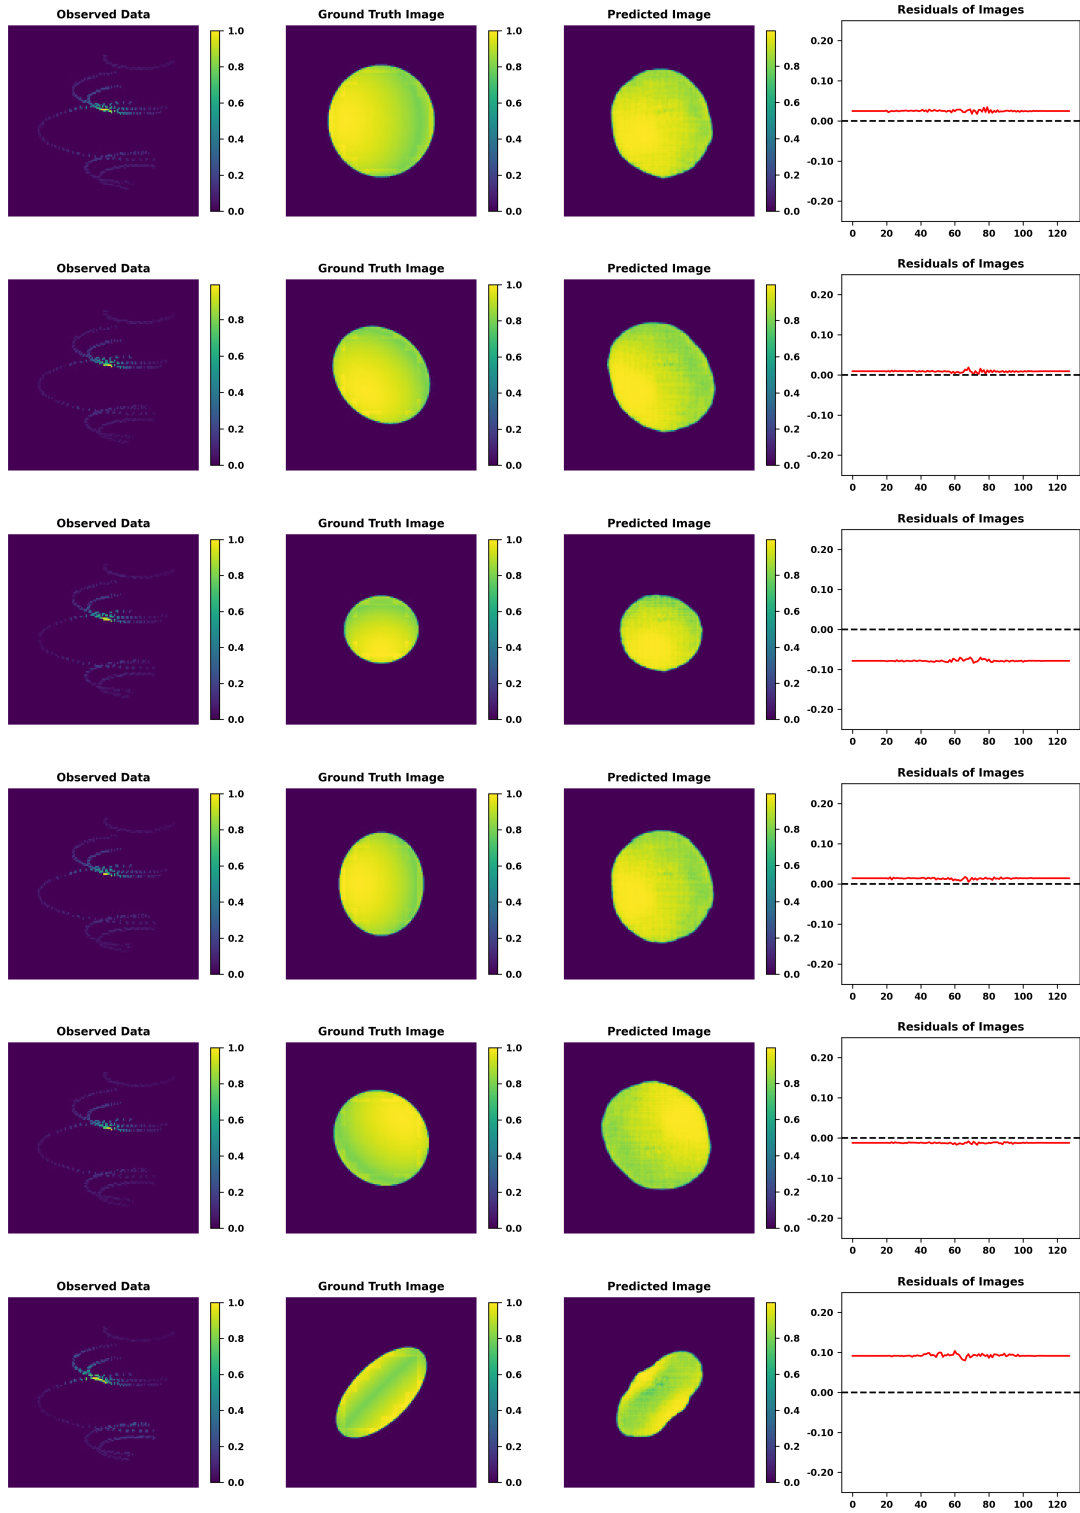 Observed Data Ground Truth Image Predicted Image Residuals of Images
1.0 1.0 0.20
0.8 0.8 0.8 0.10
0.6 0.6 0.6
0.4 0.4 0.4 0.00
0.2 0.2 0.2 -0.10
0.0 0.0 0.0 -0.20
0 20 40 60 80 100 120
Observed Data Ground Truth Image Predicted Image Residuals of Images
1.0 0.20
0.8 0.8 0.8 0.10
0.6 0.6 0.6
0.4 0.4 0.4 0.00
0.2 0.2 0.2 -0.10
0.0 0.0 0.0 -0.20
0 20 40 60 80 100 120
Observed Data Ground Truth Image Predicted Image Residuals of Images
1.0 1.0 0.20
0.8 0.8 0.8 0.10
0.6 0.6 0.6
0.4 0.4 0.4 0.00
0.2 0.2 0.2 -0.10
0.0 0.0 0.0 -0.20
0 20 40 60 80 100 120
Observed Data Ground Truth Image Predicted Image Residuals of Images
1.0 1.0 0.20
0.8 0.8 0.8 0.10
0.6 0.6 0.6
0.4 0.4 0.4 0.00
0.2 0.2 0.2 -0.10
0.0 0.0 0.0 -0.20
0 20 40 60 80 100 120
Observed Data Ground Truth Image Predicted Image Residuals of Images
1.0 1.0 0.20
0.8 0.8 0.8 0.10
0.6 0.6 0.6
0.4 0.4 0.4 0.00
0.2 0.2 0.2 -0.10
0.0 0.0 0.0 -0.20
0 20 40 60 80 100 120
Observed Data Ground Truth Image Predicted Image Residuals of Images
1.0 1.0 1.0 0.20
0.8 0.8 0.8 0.10
0.6 0.6 0.6
0.4 0.4 0.4 0.00
0.2 0.2 0.2 -0.10
0.0 0.0 0.0 -0.20
0 20 40 60 80 100 120